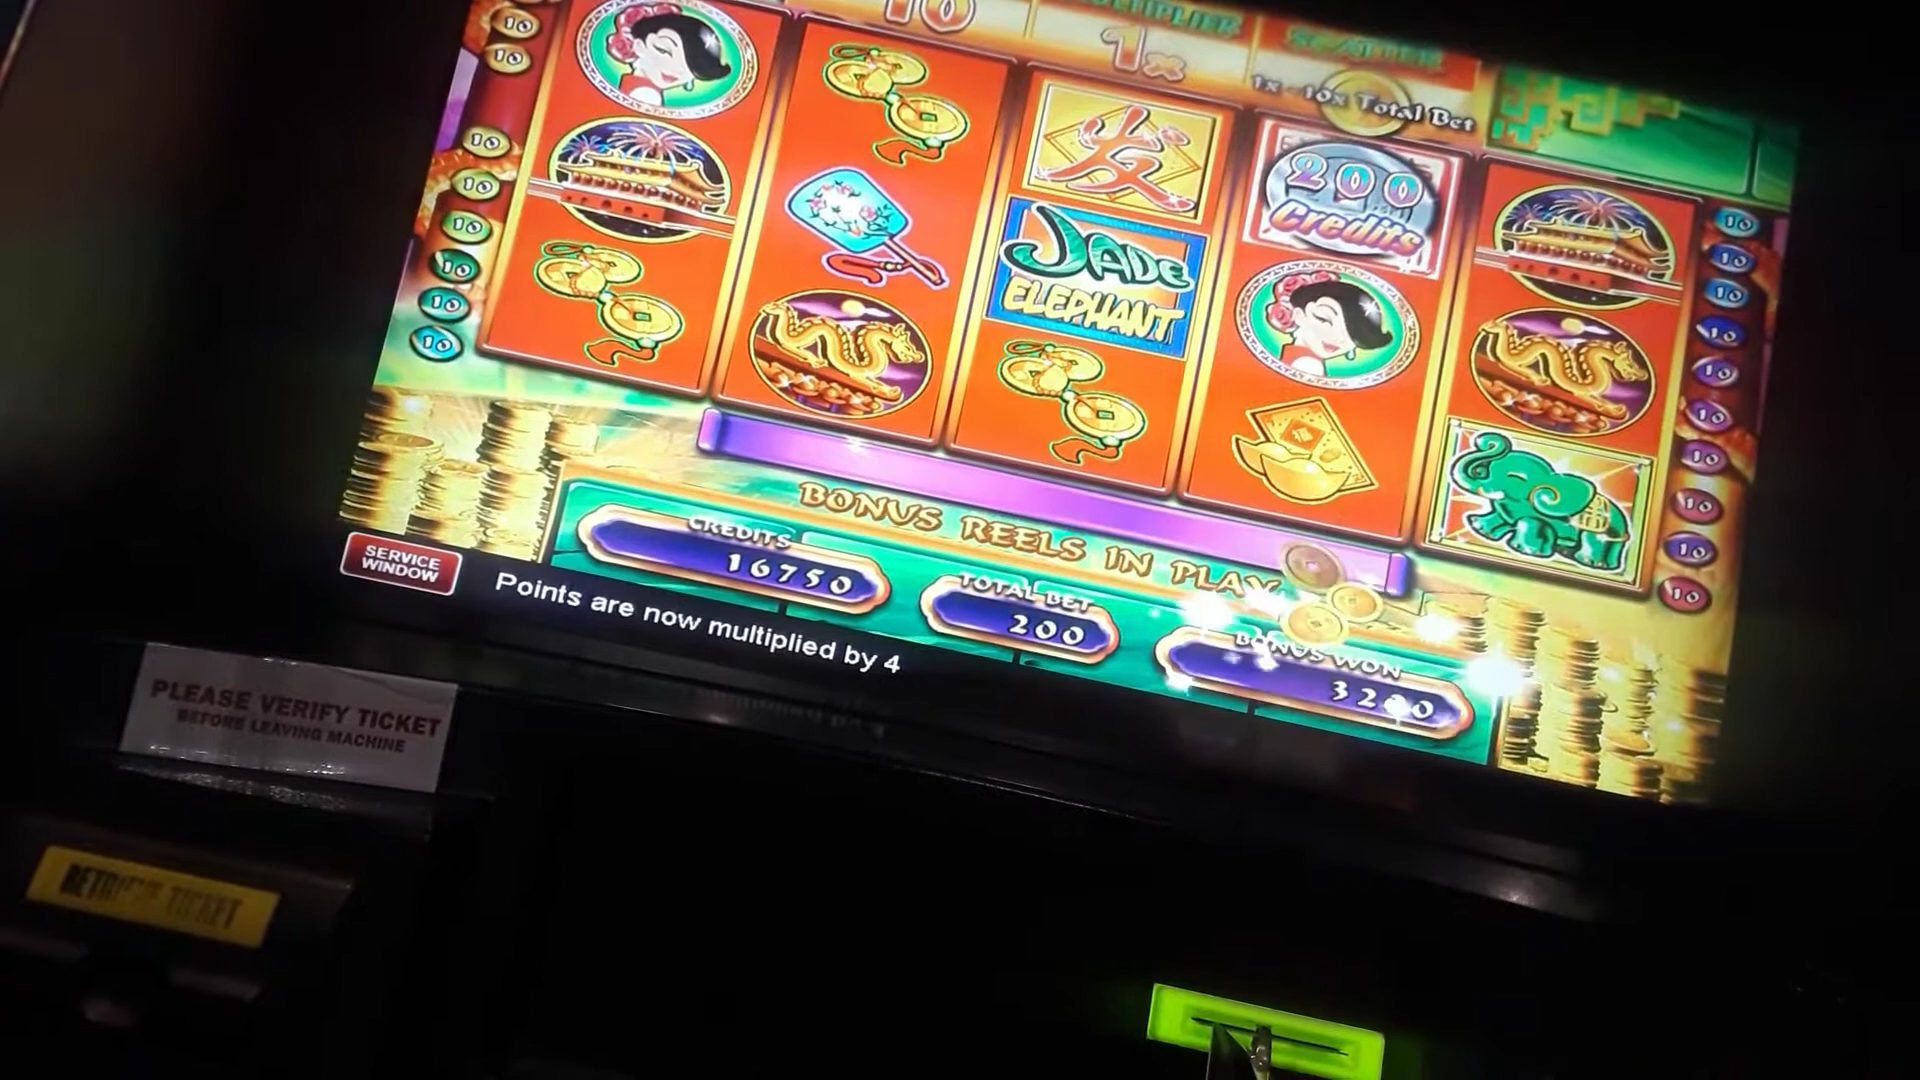 10
1x
1x - 10x Total Bet
10
10
10
10
10
10
10
10
发
JADE
ELEPHANT
200
Credits
10
10
10
10
10
10
10
10
10
10
BONUS REELS IN PLAY
CREDITS
16750
TOTAL BET
200
BONUS WON
SERVICE
WINDOW
Points are now multiplied by 4
PLEASE VERIFY TICKET
BEFORE LEAVING MACHINE
RETRIEVE TICKET